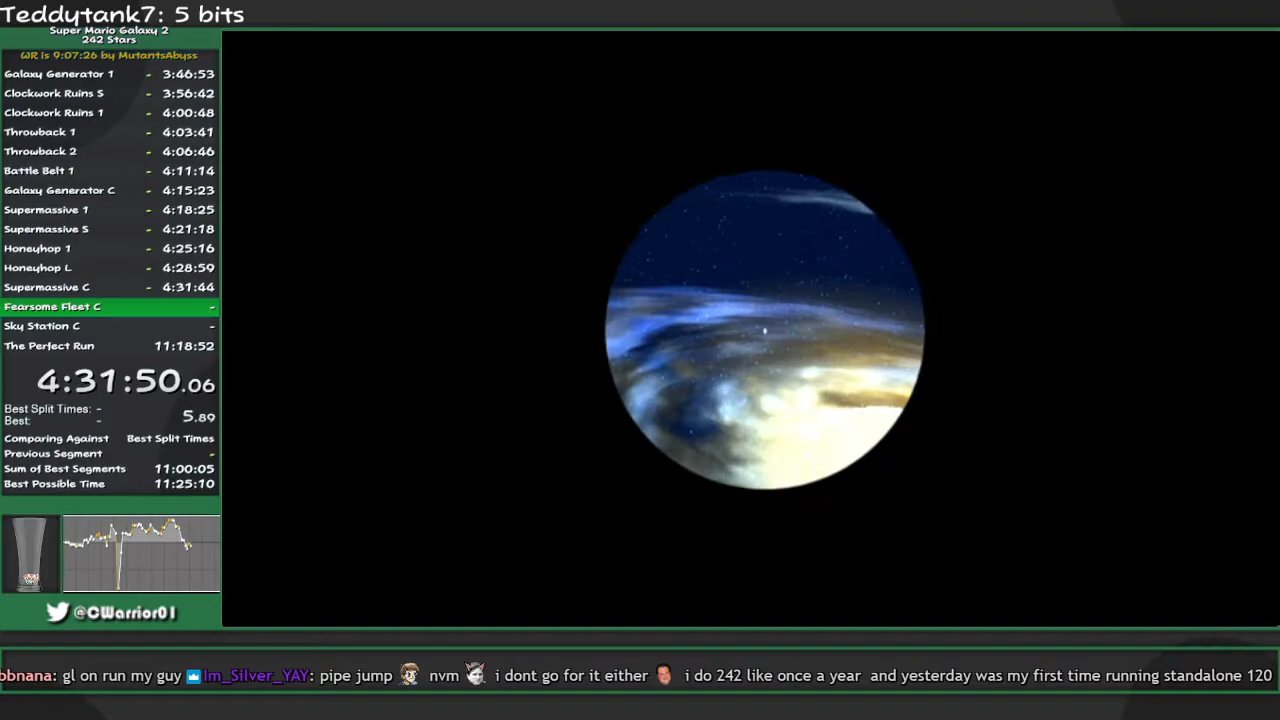 Teddytank7: 5 bits
Super Mario Galaxy 2
242 Stars
WR is 9:07:26 by MutantsAbyss
Galaxy Generator 1 - 3:46:53
Clockwork Ruins S - 3:56:42
Clockwork Ruins 1 - 4:00:48
Throwback 1 - 4:03:41
Throwback 2 - 4:06:46
Battle Belt 1 - 4:11:14
Galaxy Generator C - 4:15:23
Supermassive 1 - 4:18:25
Supermassive S - 4:21:18
Honeyhop 1 - 4:25:16
Honeyhop L - 4:28:59
Supermassive C - 4:31:44
Fearsome Fleet C -
Sky Station C -
The Perfect Run 11:18:52
4:31:50.06
Best Split Times: - 5.89
Best: -
Comparing Against Best Split Times
Previous Segment -
Sum of Best Segments 11:00:05
Best Possible Time 11:25:10
@CWarrior01
bbnana: gl on run my guy Im_Silver_YAY: pipe jump nvm i dont go for it either i do 242 like once a year and yesterday was my first time running standalone 120